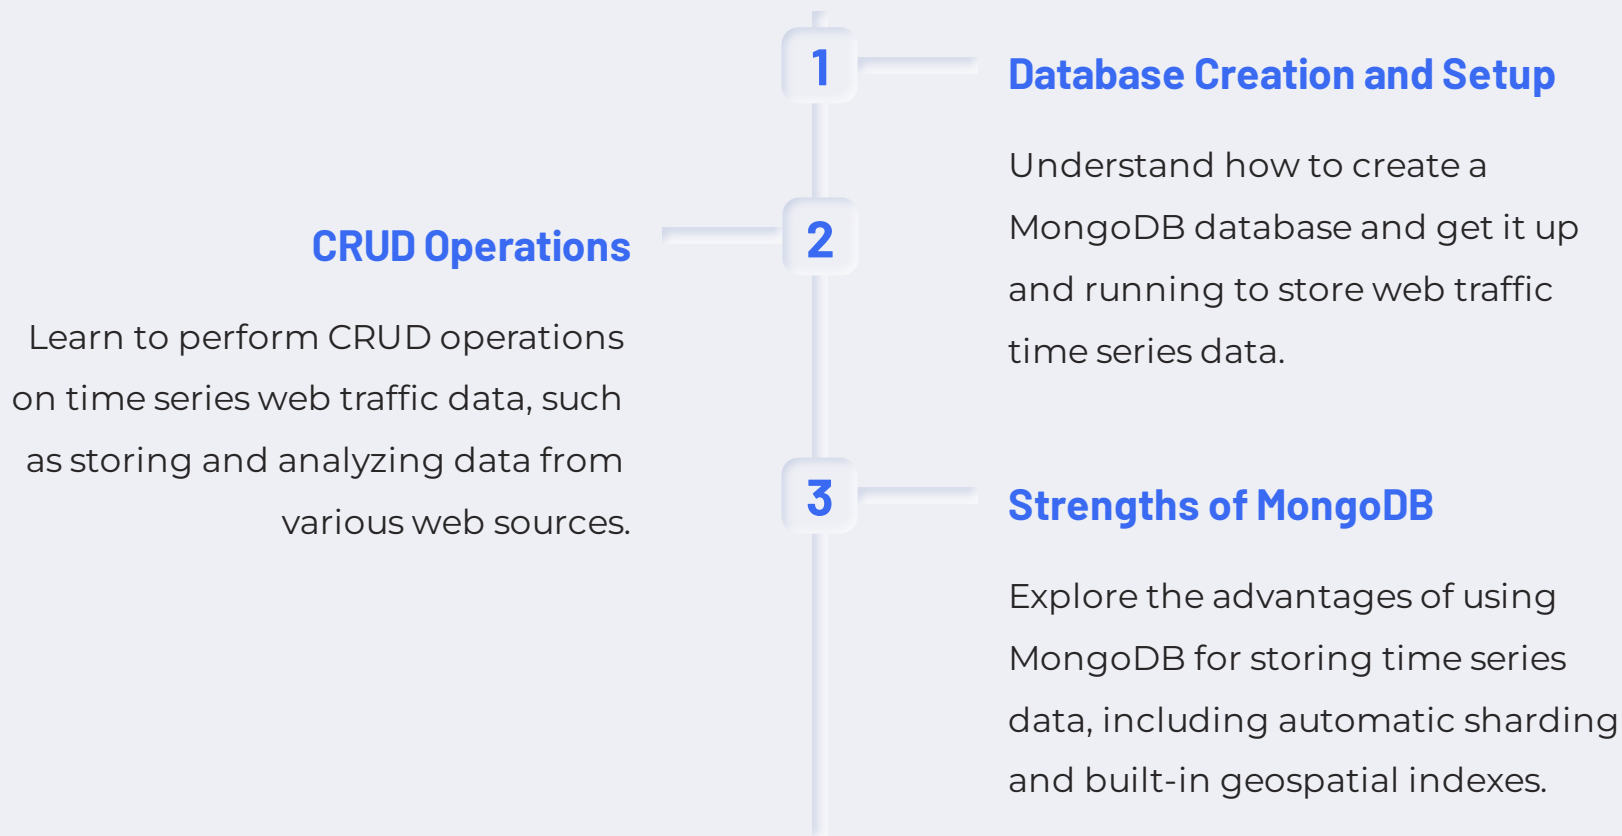 1
Database Creation and Setup
Understand how to create a
MongoDB database and get it up
and running to store web traffic
time series data.
2
CRUD Operations
Learn to perform CRUD operations
on time series web traffic data, such
as storing and analyzing data from
various web sources.
3
Strengths of MongoDB
Explore the advantages of using
MongoDB for storing time series
data, including automatic sharding
and built-in geospatial indexes.